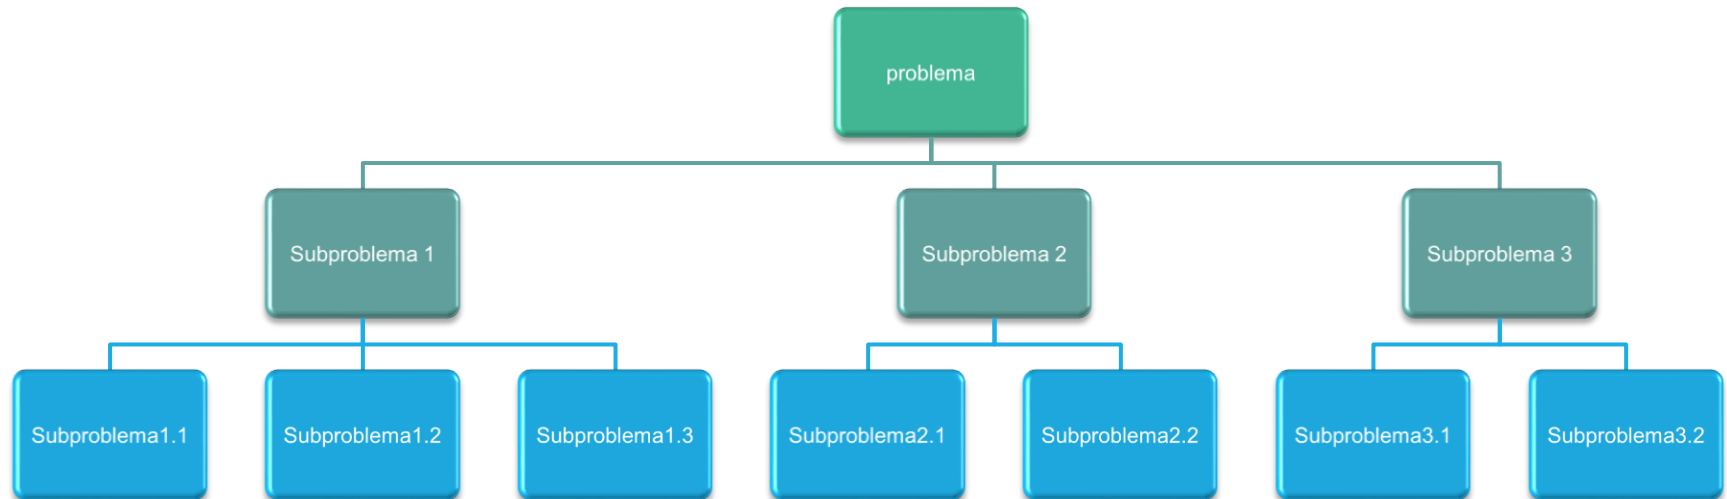 problema
Subproblema 1
Subproblema 2
Subproblema 3
Subproblema1.1
Subproblema1.2
Subproblema1.3
Subproblema2.1
Subproblema2.2
Subproblema3.1
Subproblema3.2